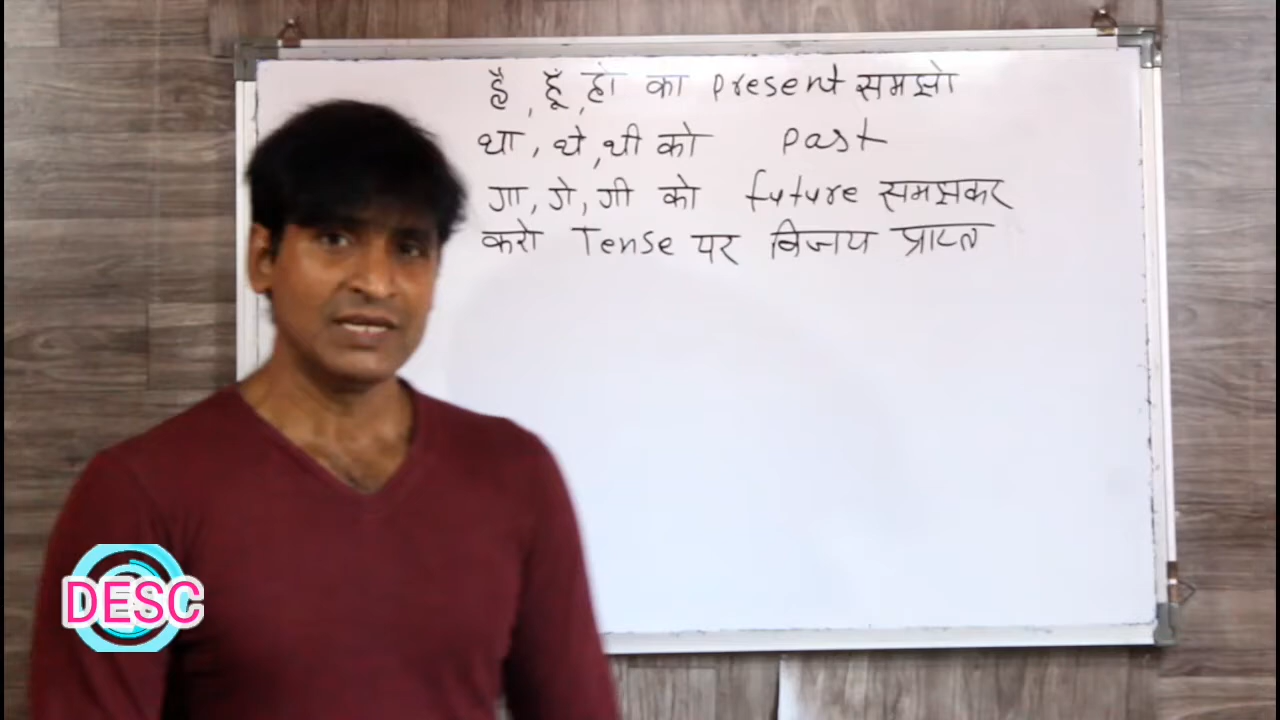 है, हूँ, हो का present समझो
था, थे, थी को past
गा, गे, गी को future समझकर
करो Tense पर विजय प्राप्त
DESC